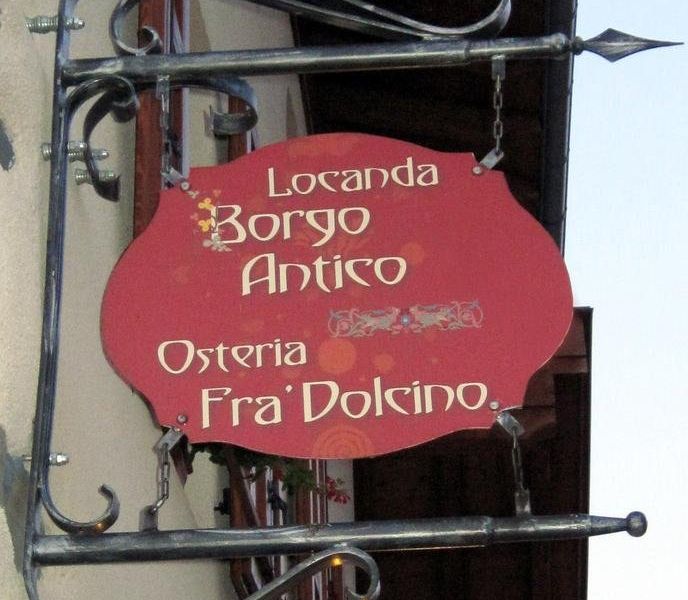 Locanda
Borgo
Antico
Osteria
Fra' Dolcino